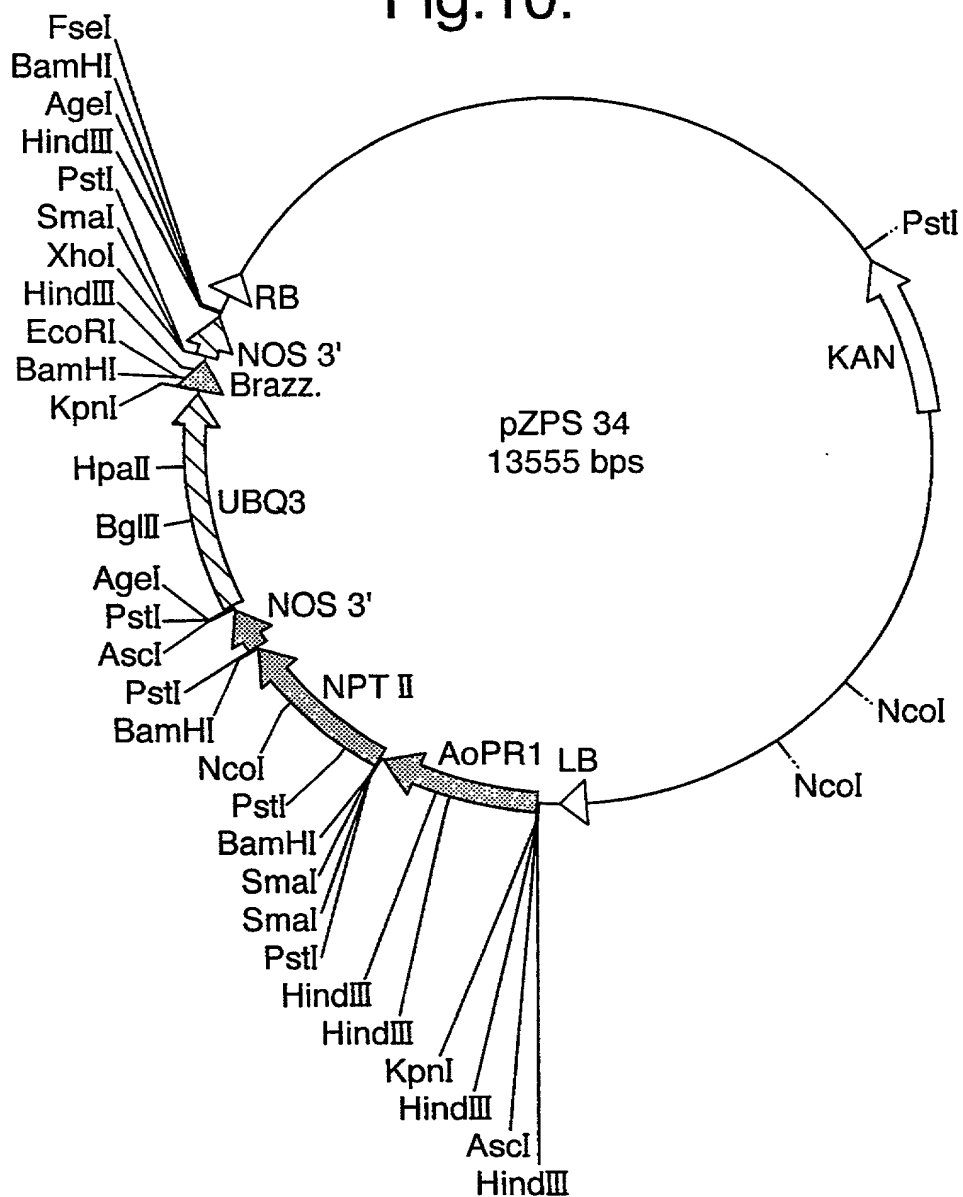 Fig.10.
FseI
BamHI
AgeI
HindIII
PstI
SmaI
XhoI
HindIII
EcoRI
BamHI
KpnI
HpaII
BglII
AgeI
PstI
AscI
PstI
BamHI
NcoI
PstI
BamHI
SmaI
SmaI
PstI
HindIII
HindIII
KpnI
HindIII
AscI
HindIII
RB
NOS 3'
Brazz.
UBQ3
NOS 3'
NPT II
AoPR1
LB
pZPS 34
13555 bps
PstI
KAN
NcoI
NcoI